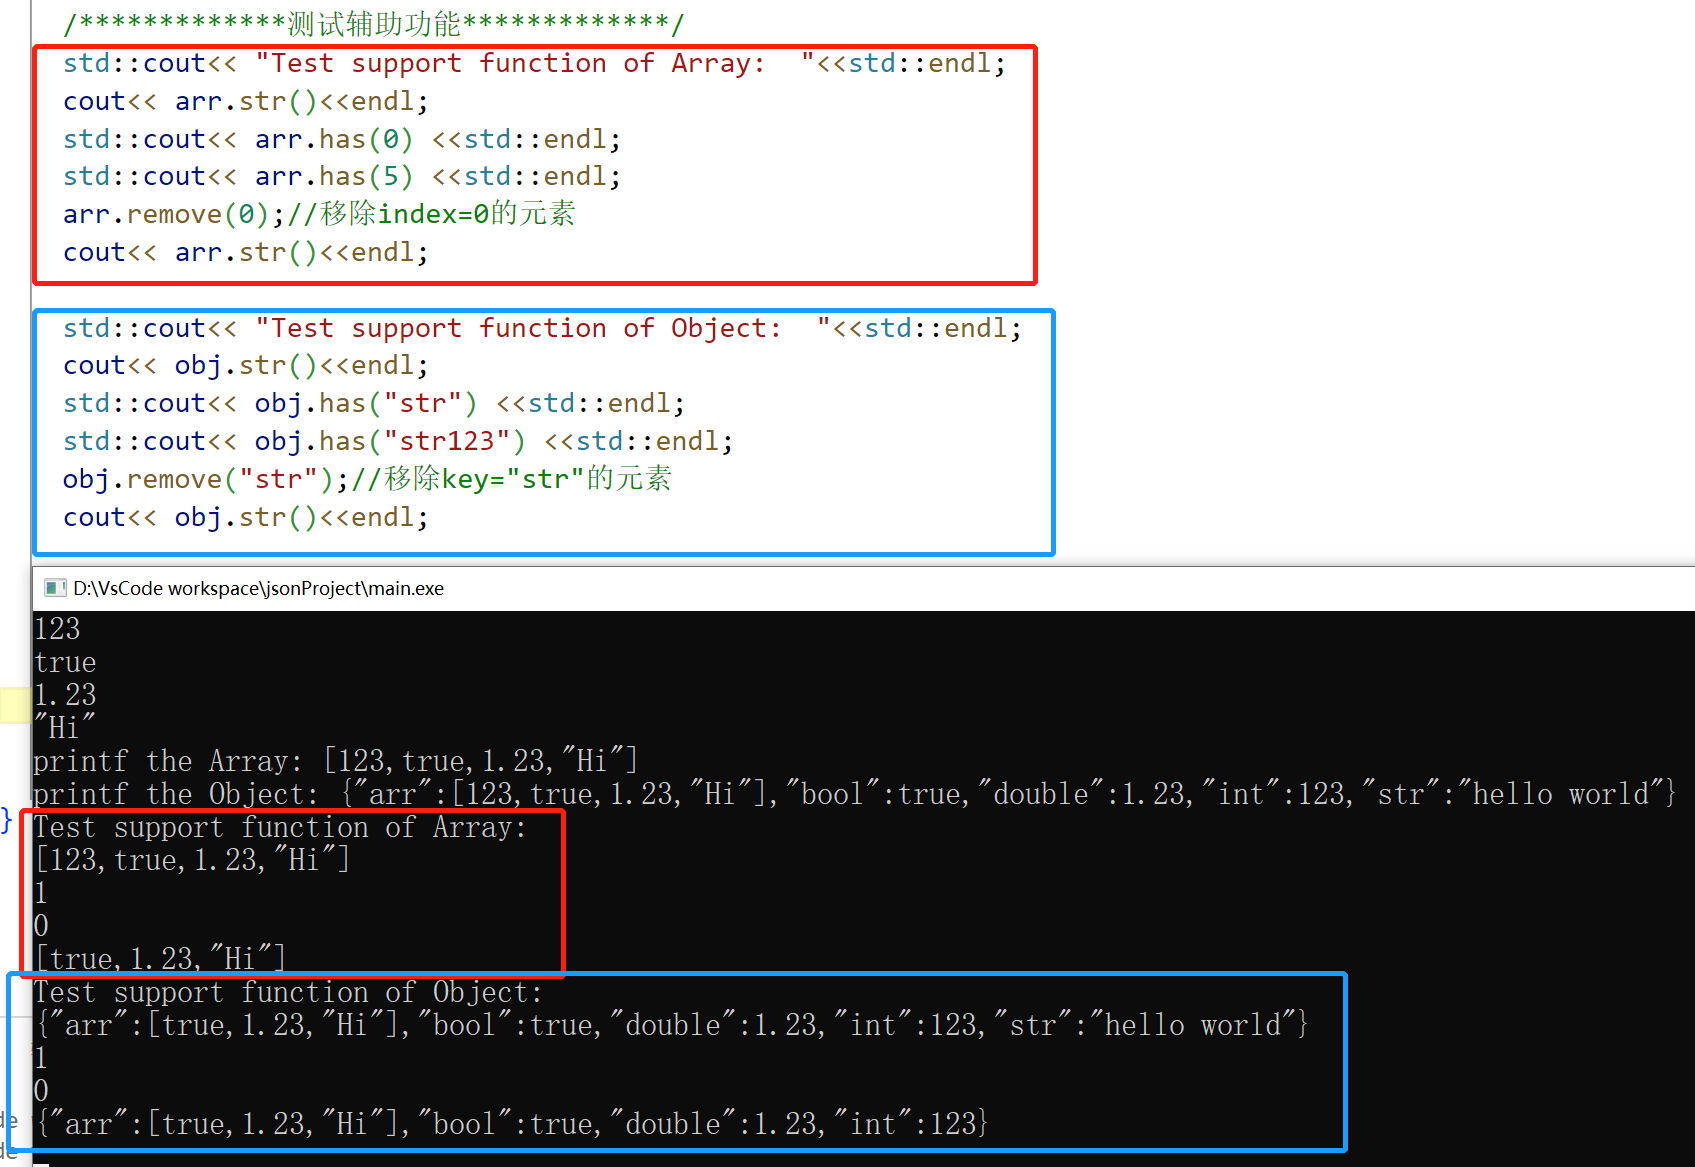 /*************测试辅助功能*************/
std::cout<< "Test support function of Array:  "<<std::endl;
cout<< arr.str()<<endl;
std::cout<< arr.has(0) <<std::endl;
std::cout<< arr.has(5) <<std::endl;
arr.remove(0);//移除index=0的元素
cout<< arr.str()<<endl;
std::cout<< "Test support function of Object:  "<<std::endl;
cout<< obj.str()<<endl;
std::cout<< obj.has("str") <<std::endl;
std::cout<< obj.has("str123") <<std::endl;
obj.remove("str");//移除key="str"的元素
cout<< obj.str()<<endl;
D:\VsCode workspace\jsonProject\main.exe
123
true
1.23
"Hi"
printf the Array: [123,true,1.23,"Hi"]
printf the Object: {"arr":[123,true,1.23,"Hi"],"bool":true,"double":1.23,"int":123,"str":"hello world"}
}
Test support function of Array:
[123,true,1.23,"Hi"]
1
0
[true,1.23,"Hi"]
Test support function of Object:
{"arr":[true,1.23,"Hi"],"bool":true,"double":1.23,"int":123,"str":"hello world"}
1
0
{"arr":[true,1.23,"Hi"],"bool":true,"double":1.23,"int":123}